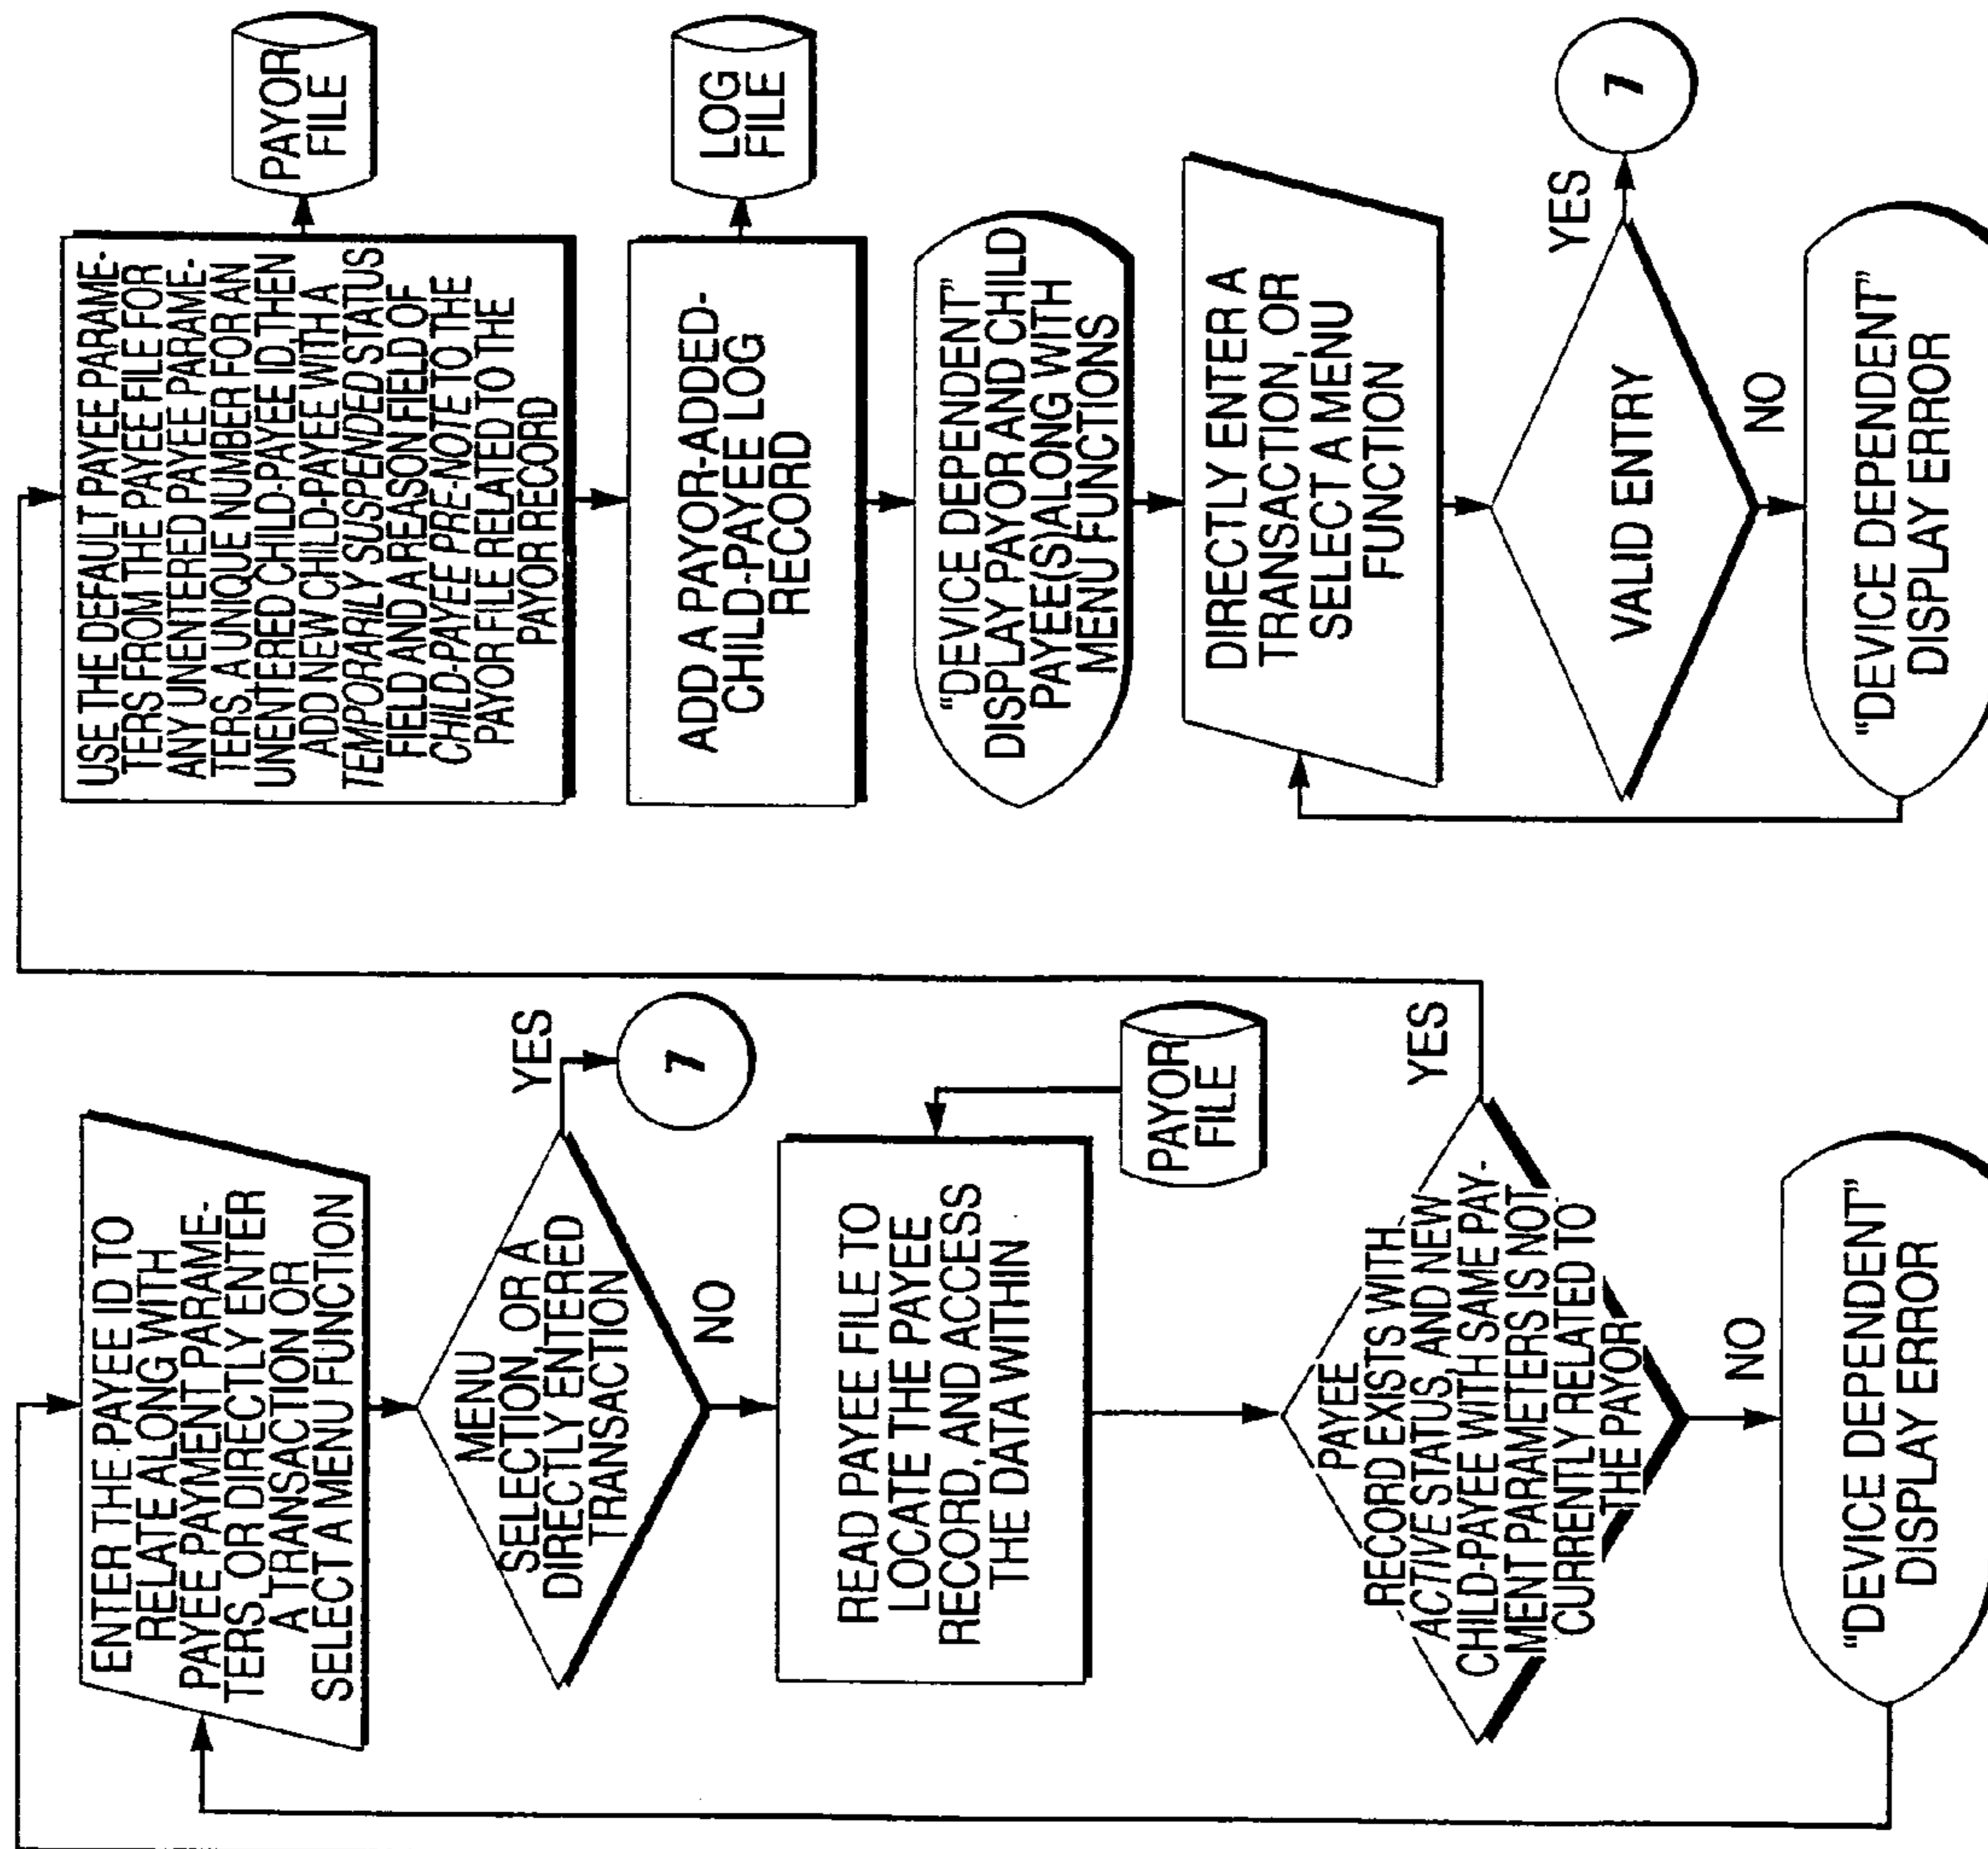 ENTER THE PAYEE ID TO
RELATE ALONG WITH
PAYEE PAYMENT PARAME-
TERS, OR DIRECTLY ENTER
A TRANSACTION OR
SELECT A MENU FUNCTION
MENU
SELECTION, OR A
DIRECTLY ENTERED
TRANSACTION
YES
7
NO
READ PAYEE FILE TO
LOCATE THE PAYEE
RECORD, AND ACCESS
THE DATA WITHIN
PAYOR
FILE
PAYEE
RECORD EXISTS WITH
ACTIVE STATUS, AND NEW
CHILD-PAYEE WITH SAME PAY-
MENT PARAMETERS IS NOT
CURRENTLY RELATED TO
THE PAYOR
YES
NO
"DEVICE DEPENDENT"
DISPLAY ERROR
USE THE DEFAULT PAYEE PARAME-
TERS FROM THE PAYEE FILE FOR
ANY UNENTERED PAYEE PARAME-
TERS, A UNIQUE NUMBER FOR AN
UNENTERED CHILD-PAYEE ID, THEN
ADD NEW CHILD-PAYEE WITH A
TEMPORARILY SUSPENDED STATUS
FIELD AND A REASON FIELD OF
CHILD-PAYEE PRE-NOTE TO THE
PAYOR FILE RELATED TO THE
PAYOR RECORD
PAYOR
FILE
ADD A PAYOR-ADDED-
CHILD-PAYEE LOG
RECORD
LOG
FILE
"DEVICE DEPENDENT"
DISPLAY PAYOR AND CHILD
PAYEE(S) ALONG WITH
MENU FUNCTIONS
DIRECTLY ENTER A
TRANSACTION, OR
SELECT A MENU
FUNCTION
VALID ENTRY
YES
7
NO
"DEVICE DEPENDENT"
DISPLAY ERROR